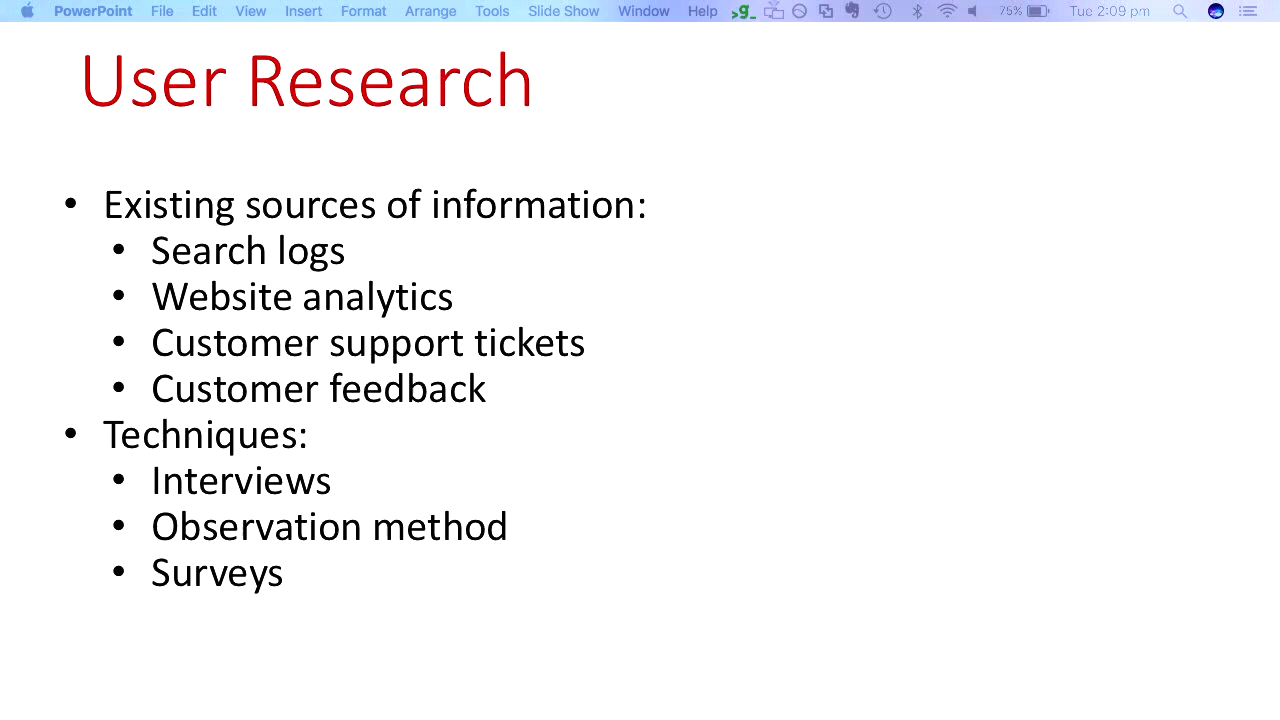 PowerPoint File Edit View Insert Format Arrange Tools Slide Show Window Help >g_ 75% Tue 2:09 pm
User Research
• Existing sources of information:
• Search logs
• Website analytics
• Customer support tickets
• Customer feedback
• Techniques:
• Interviews
• Observation method
• Surveys